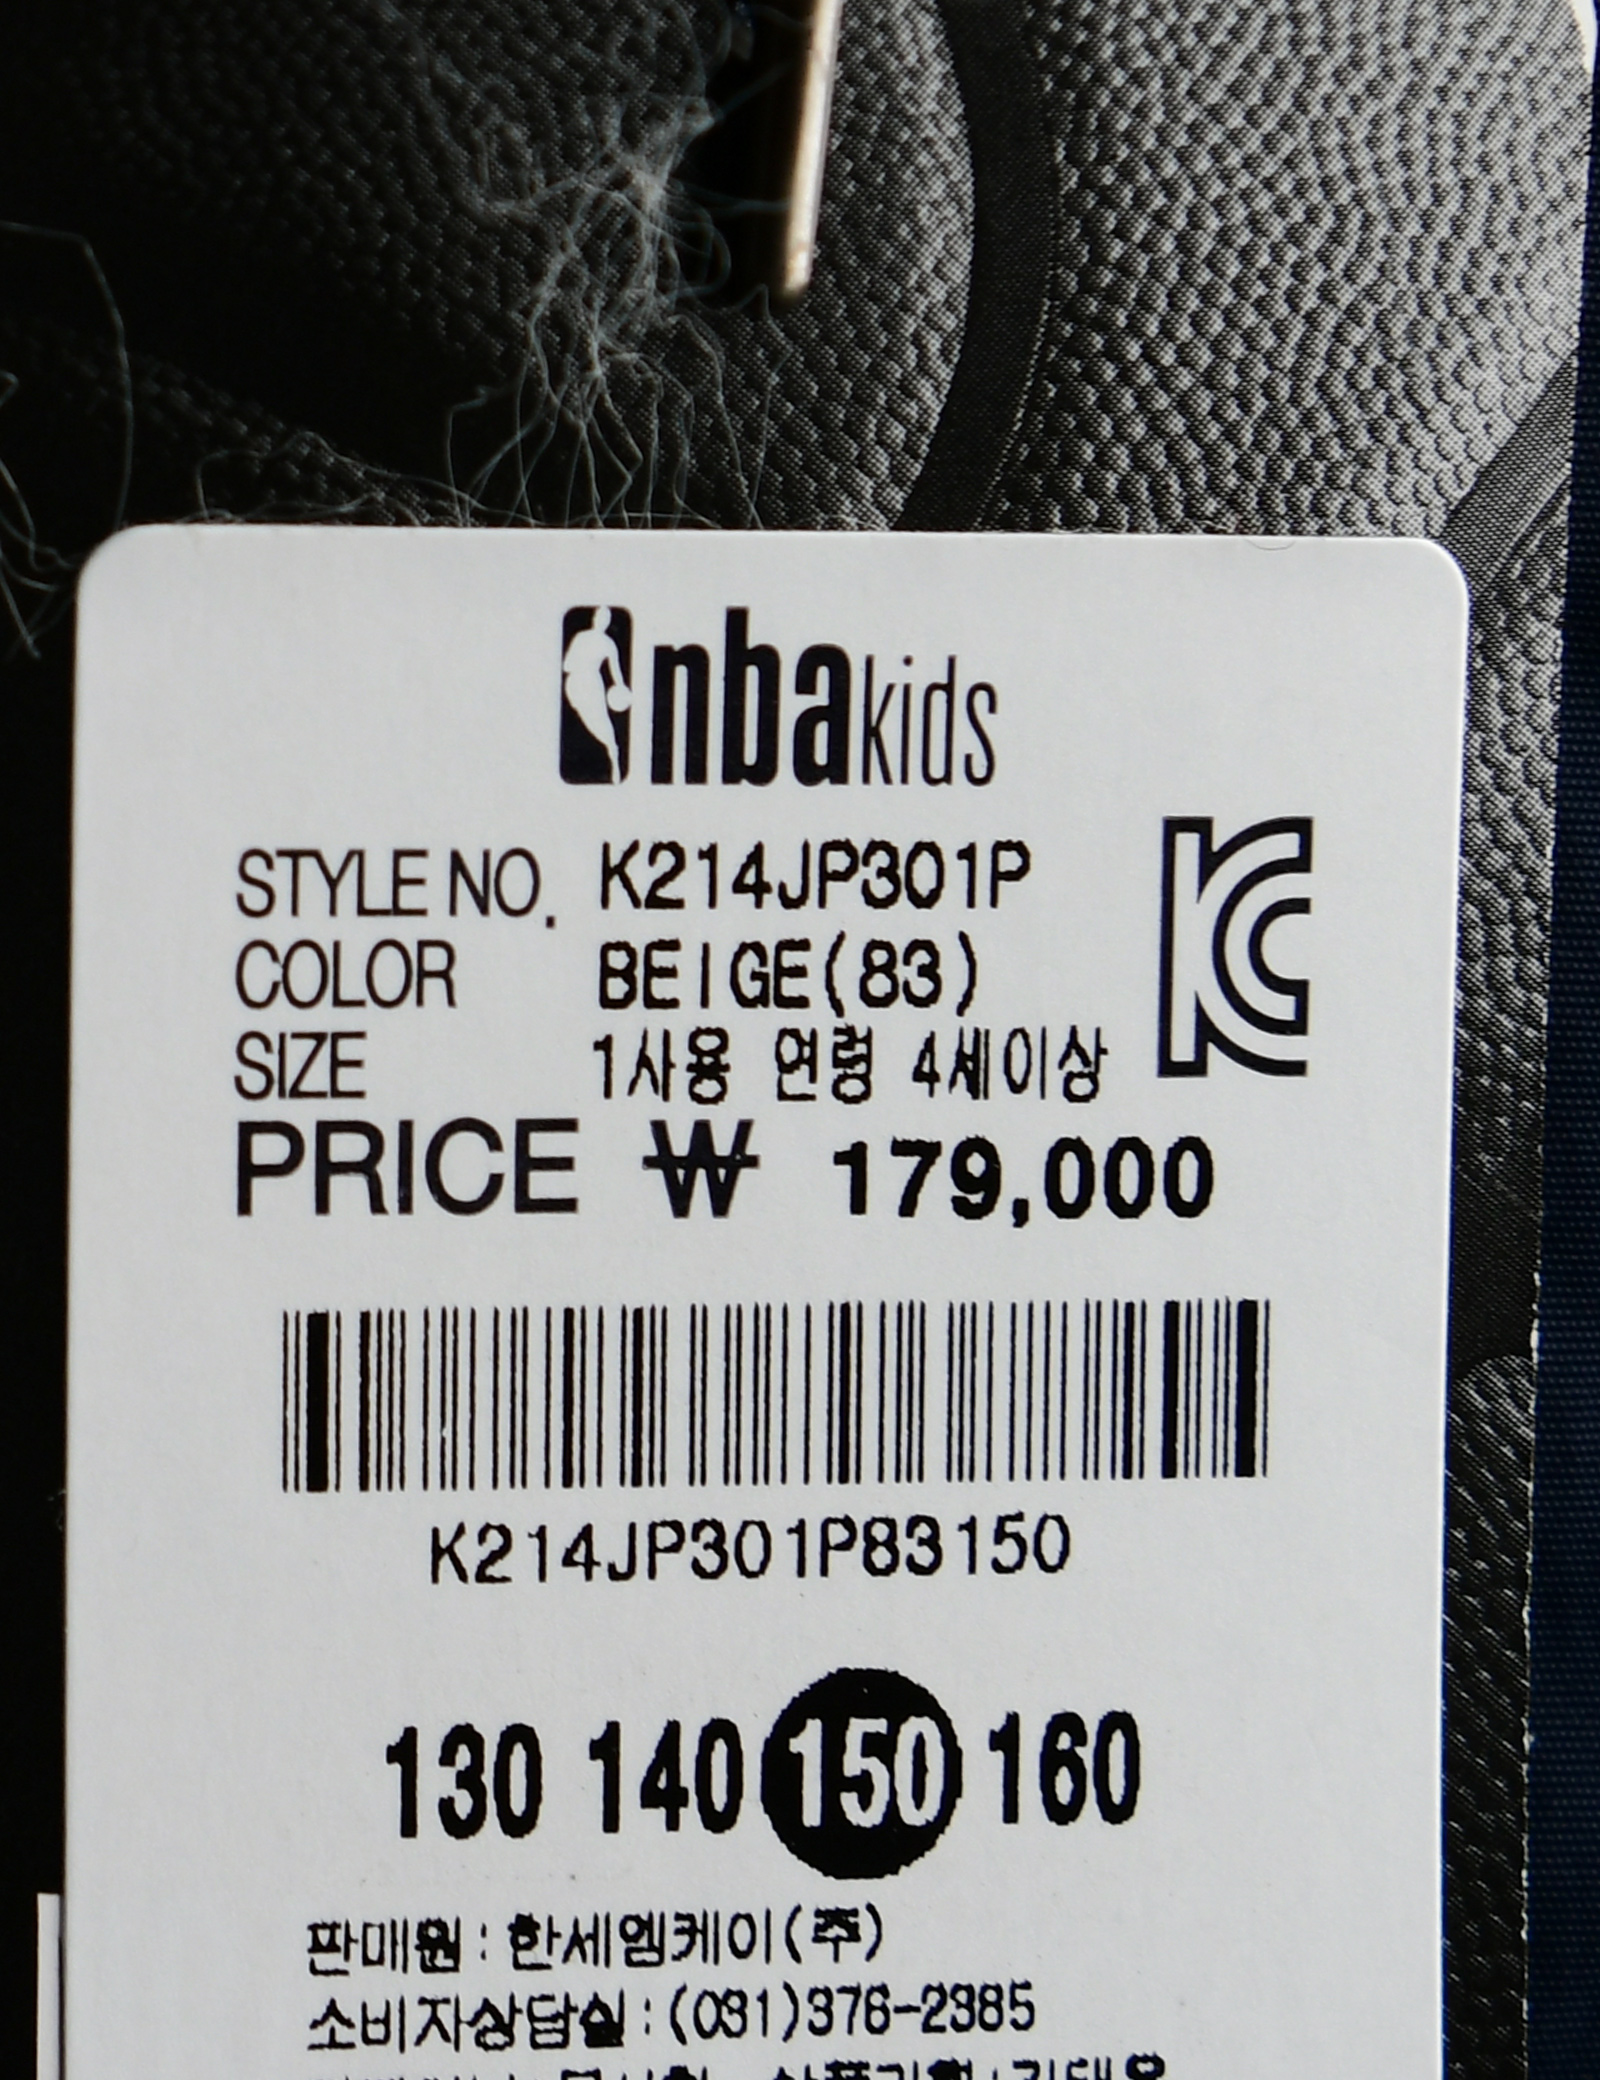 nba kids
STYLE NO. K214JP301P
COLOR BEIGE(83)
SIZE 1사용 연령 4세이상
PRICE ₩ 179,000
K214JP301P83150
130 140 150 160
판매원:한세엠케이(주)
소비자상담실:(031)376-2385